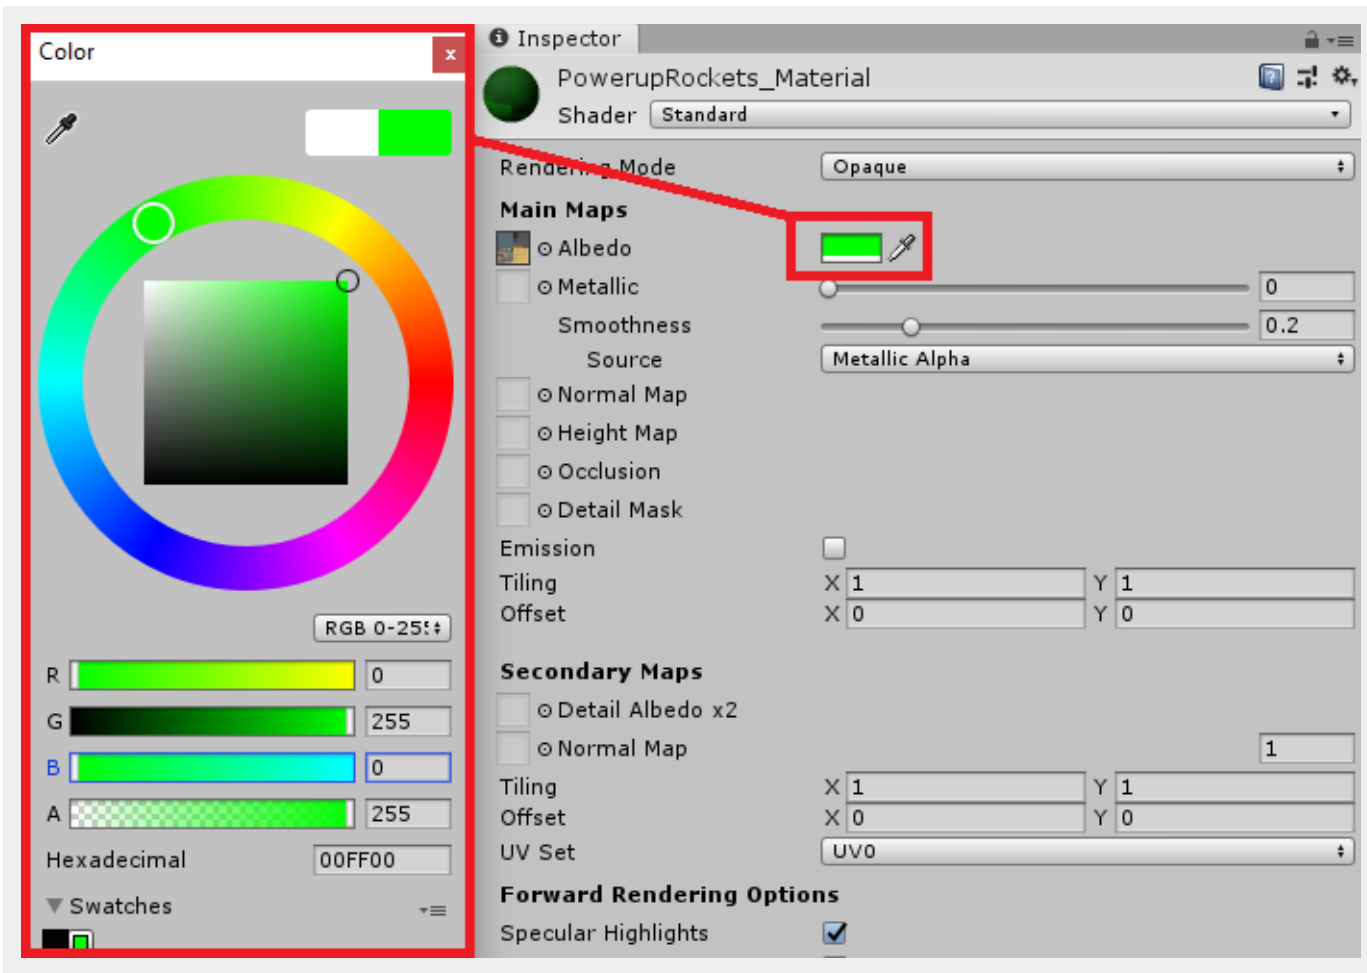 Color
x
RGB 0-25
R 0
G 255
B 0
A 255
Hexadecimal 00FF00
Swatches
Inspector
PowerupRockets_Material
Shader Standard
Rendering Mode Opaque
Main Maps
Albedo
Metallic 0
Smoothness 0.2
Source Metallic Alpha
Normal Map
Height Map
Occlusion
Detail Mask
Emission
Tiling X 1 Y 1
Offset X 0 Y 0
Secondary Maps
Detail Albedo x2
Normal Map 1
Tiling X 1 Y 1
Offset X 0 Y 0
UV Set UV0
Forward Rendering Options
Specular Highlights